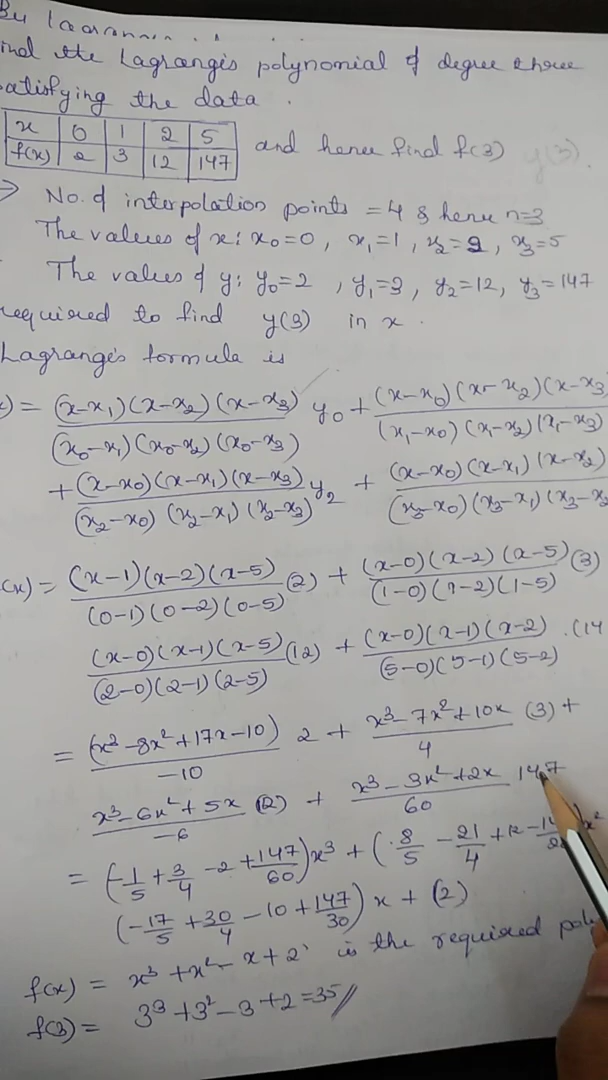 By
ind the Lagrangis polynomial of degree three
satisfying the data.
x 0 1 2 5
f(x) 2 3 12 147 and hence find f(3) y(3).
⇒ No. of interpolation points = 4 & hence n=3
The values of x: x₀=0, x₁=1, x₂=2, x₃=5
The values of y: y₀=2, y₁=3, y₂=12, y₃=147
required to find y(3) in x.
Lagrange's formula is
) = (x-x₁)(x-x₂)(x-x₃)/(x₀-x₁)(x₀-x₂)(x₀-x₃) y₀ + (x-x₀)(x-x₂)(x-x₃)/(x₁-x₀)(x₁-x₂)(x₁-x₃)
+ (x-x₀)(x-x₁)(x-x₃)/(x₂-x₀)(x₂-x₁)(x₂-x₃) y₂ + (x-x₀)(x-x₁)(x-x₂)/(x₃-x₀)(x₃-x₁)(x₃-x₂
(x) = (x-1)(x-2)(x-5)/(0-1)(0-2)(0-5) (2) + (x-0)(x-2)(x-5)/(1-0)(1-2)(1-5) (3)
(x-0)(x-1)(x-5)/(2-0)(2-1)(2-5) (12) + (x-0)(x-1)(x-2)/(5-0)(5-1)(5-2) .(14
= (x³-8x²+17x-10)/-10 2 + x³-7x²+10x/4 (3) +
x³-6x²+5x/-6 (12) + x³-3x²+2x/60 147
= (-1/5 + 3/4 - 2 + 147/60)x³ + (8/5 - 21/4 + 12 - )x²
(-17/5 + 30/4 - 10 + 147/30) x + (2)
f(x) = x³+x²-x+2 is the required pol
f(3) = 3³+3²-3+2=35//